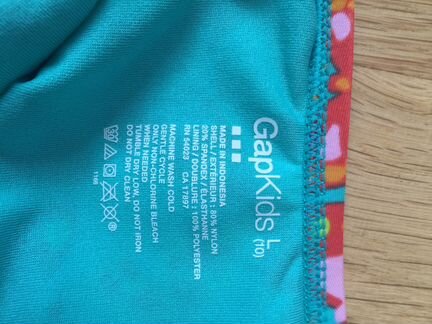 GapKids L
(10)
MADE IN INDONESIA
SHELL / EXTÉRIEUR : 80% NYLON
20% SPANDEX / ÉLASTHANNE
LINING / DOUBLURE : 100% POLYESTER
RN 54023 CA 17897
MACHINE WASH COLD
GENTLE CYCLE
ONLY NON-CHLORINE BLEACH
WHEN NEEDED
TUMBLE DRY LOW, DO NOT IRON
DO NOT DRY CLEAN
1196